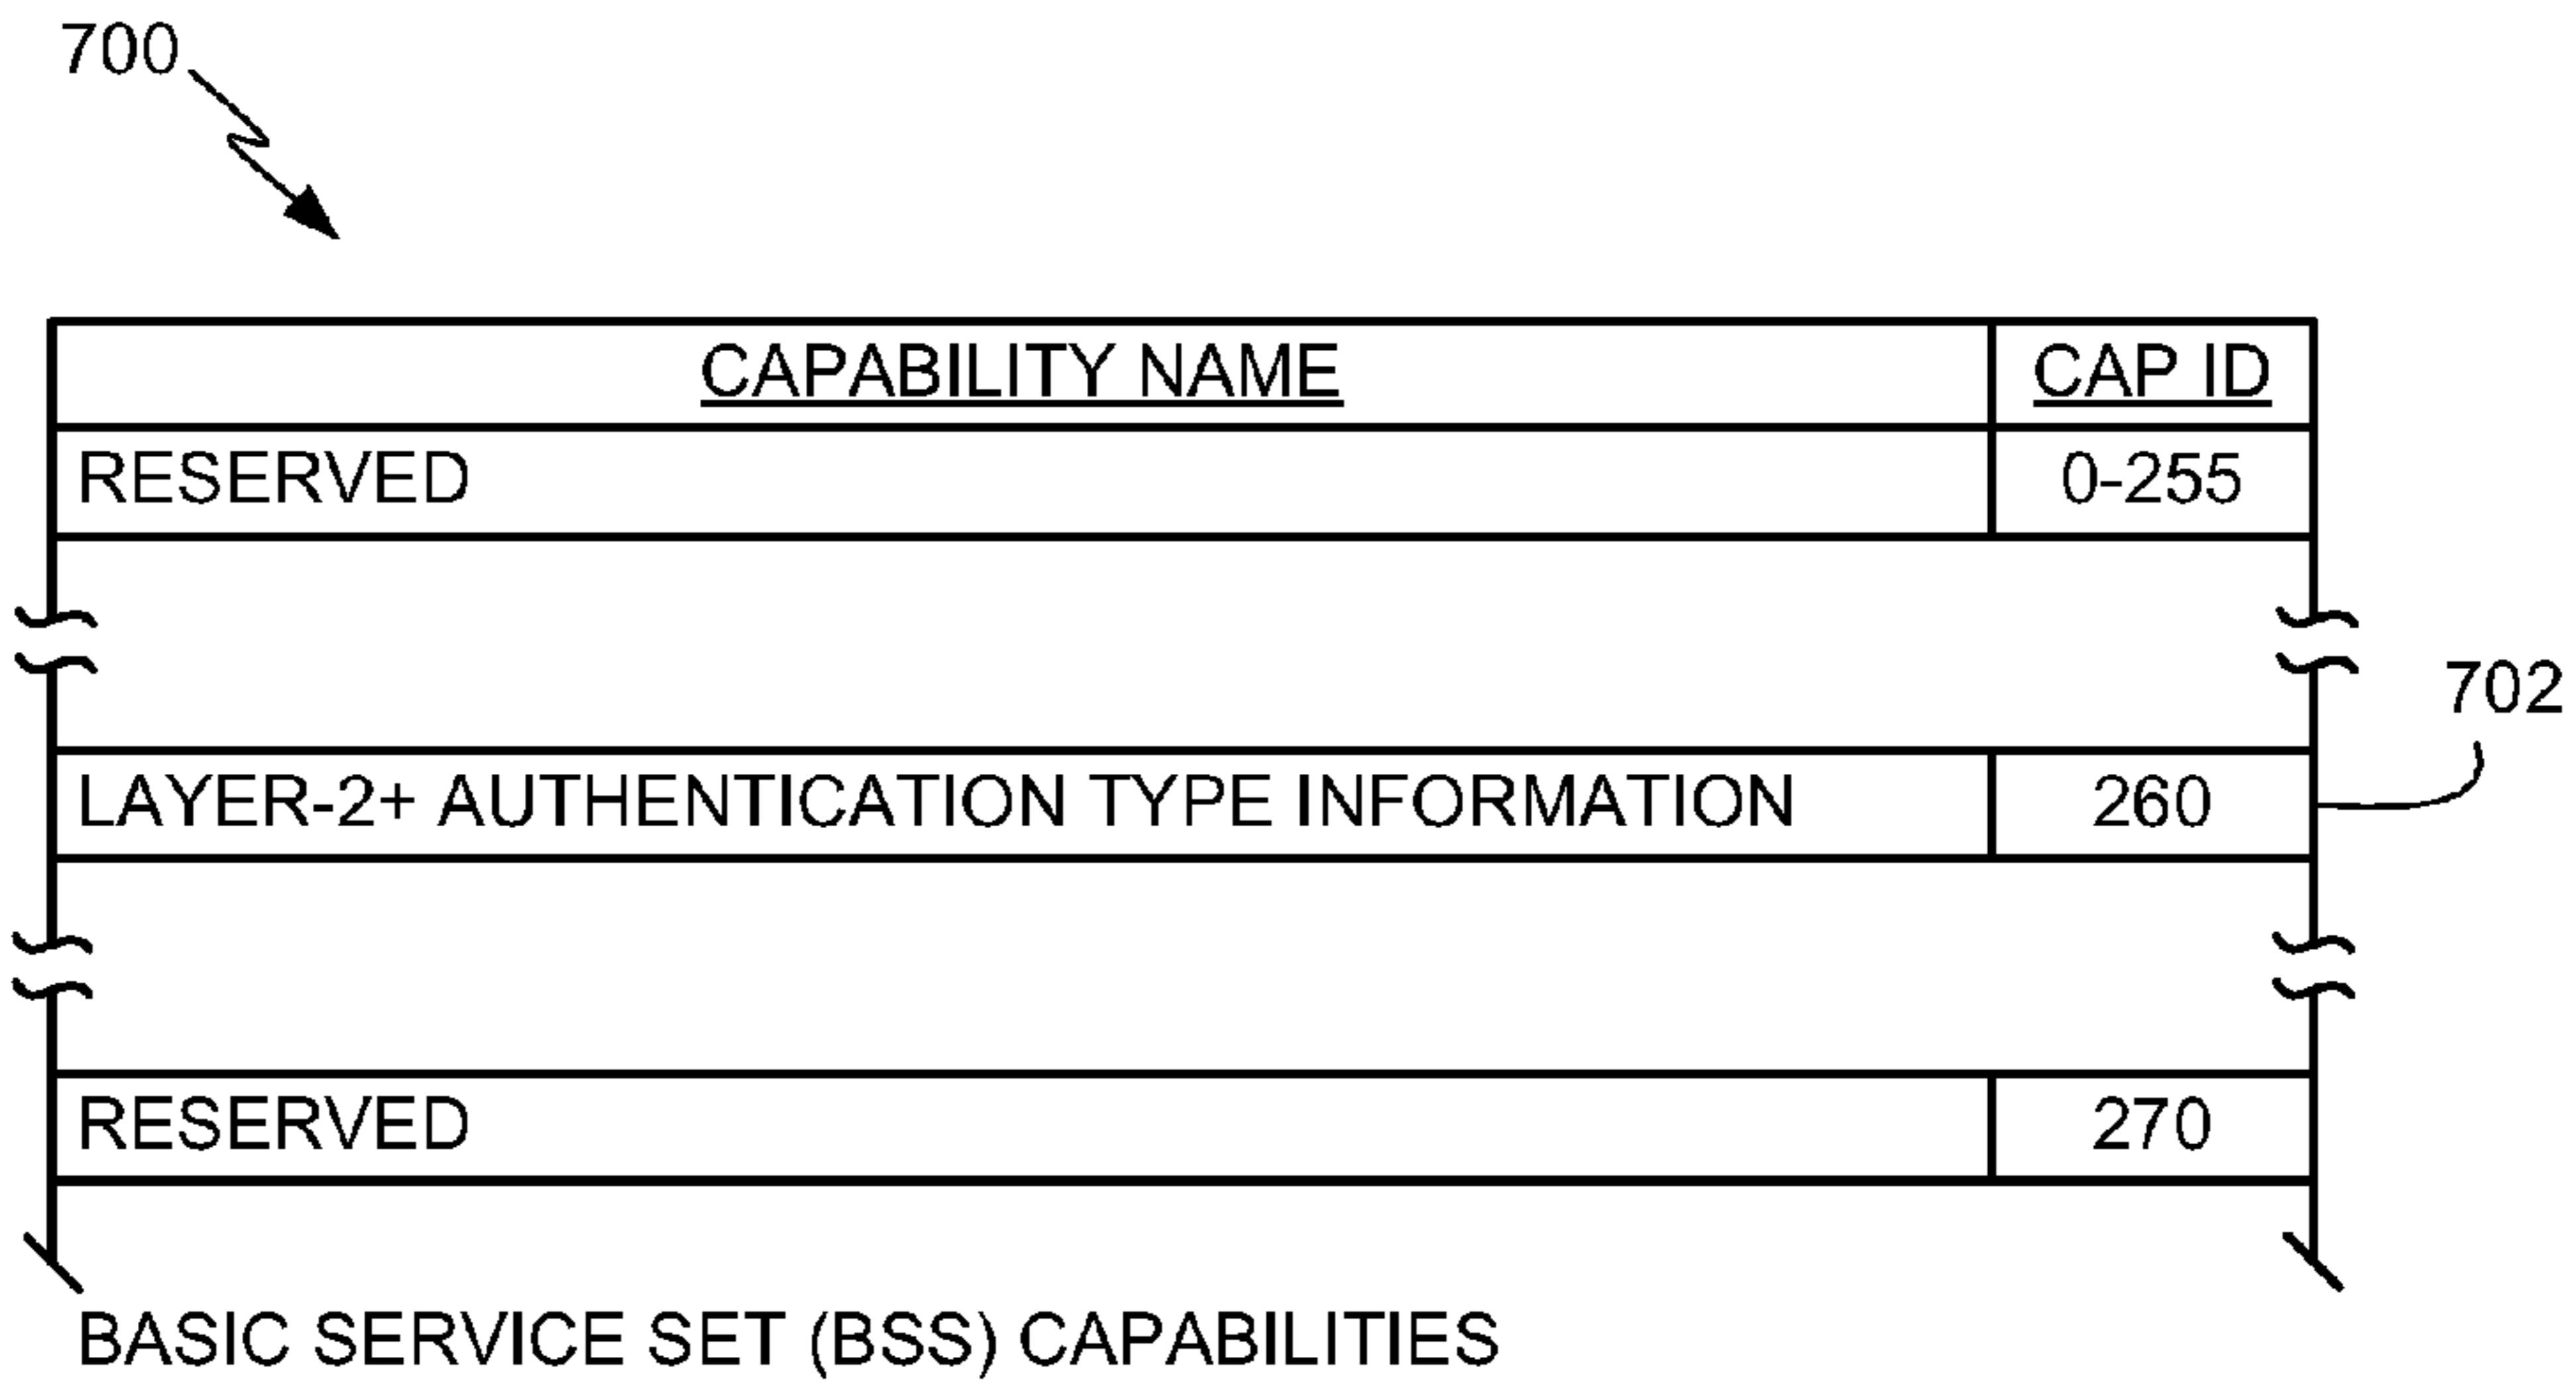 700
CAPABILITY NAME CAP ID
RESERVED 0-255
702
LAYER-2+ AUTHENTICATION TYPE INFORMATION 260
RESERVED 270
BASIC SERVICE SET (BSS) CAPABILITIES